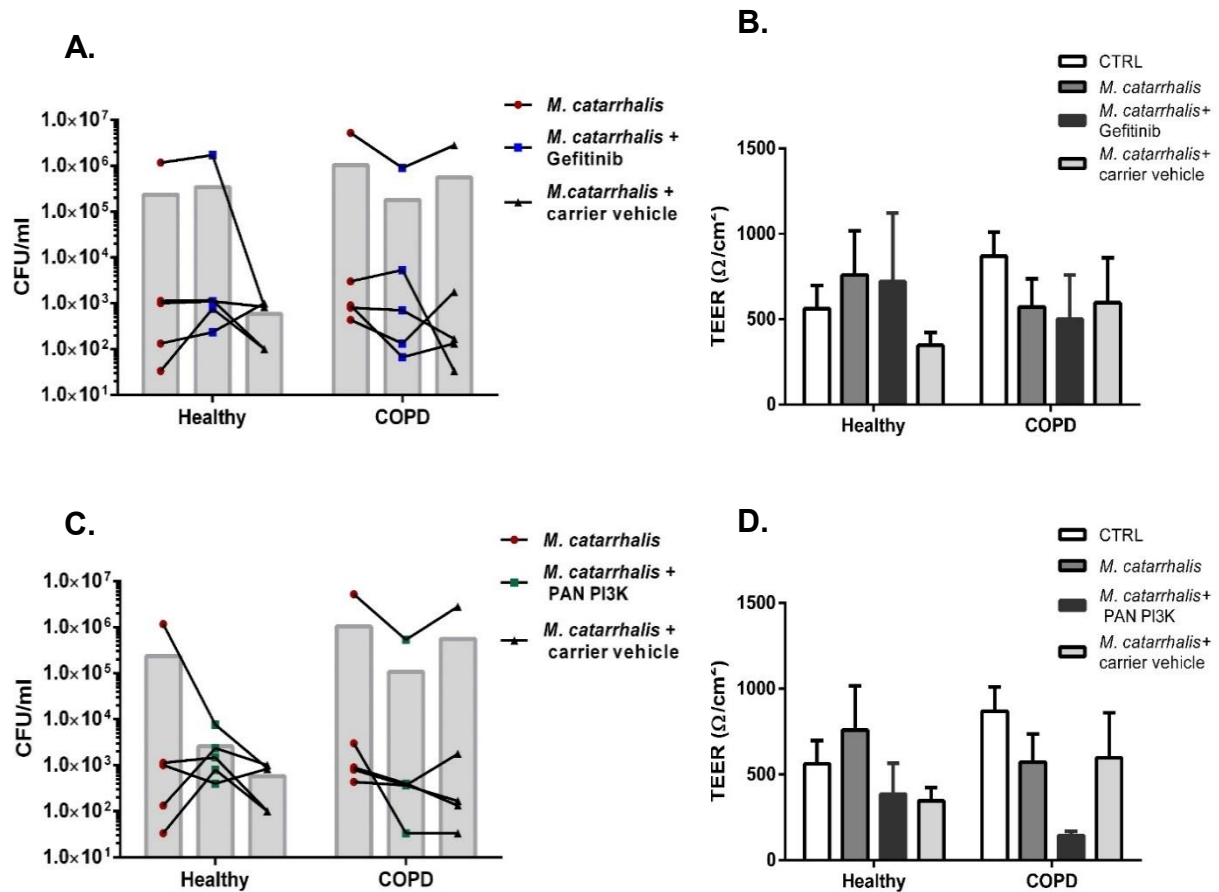 A.
M. catarrhalis
M. catarrhalis +
Gefitinib
M.catarrhalis +
carrier vehicle
CFU/ml
1.0×10⁷
1.0×10⁶
1.0×10⁵
1.0×10⁴
1.0×10³
1.0×10²
1.0×10¹
Healthy
COPD
B.
CTRL
M. catarrhalis
M. catarrhalis+
Gefitinib
M. catarrhalis+
carrier vehicle
TEER (Ω/cm²)
1500
1000
500
0
Healthy
COPD
C.
M. catarrhalis
M. catarrhalis +
PAN PI3K
M. catarrhalis +
carrier vehicle
CFU/ml
1.0×10⁷
1.0×10⁶
1.0×10⁵
1.0×10⁴
1.0×10³
1.0×10²
1.0×10¹
Healthy
COPD
D.
CTRL
M. catarrhalis
M. catarrhalis+
PAN PI3K
M. catarrhalis+
carrier vehicle
TEER (Ω/cm²)
1500
1000
500
0
Healthy
COPD